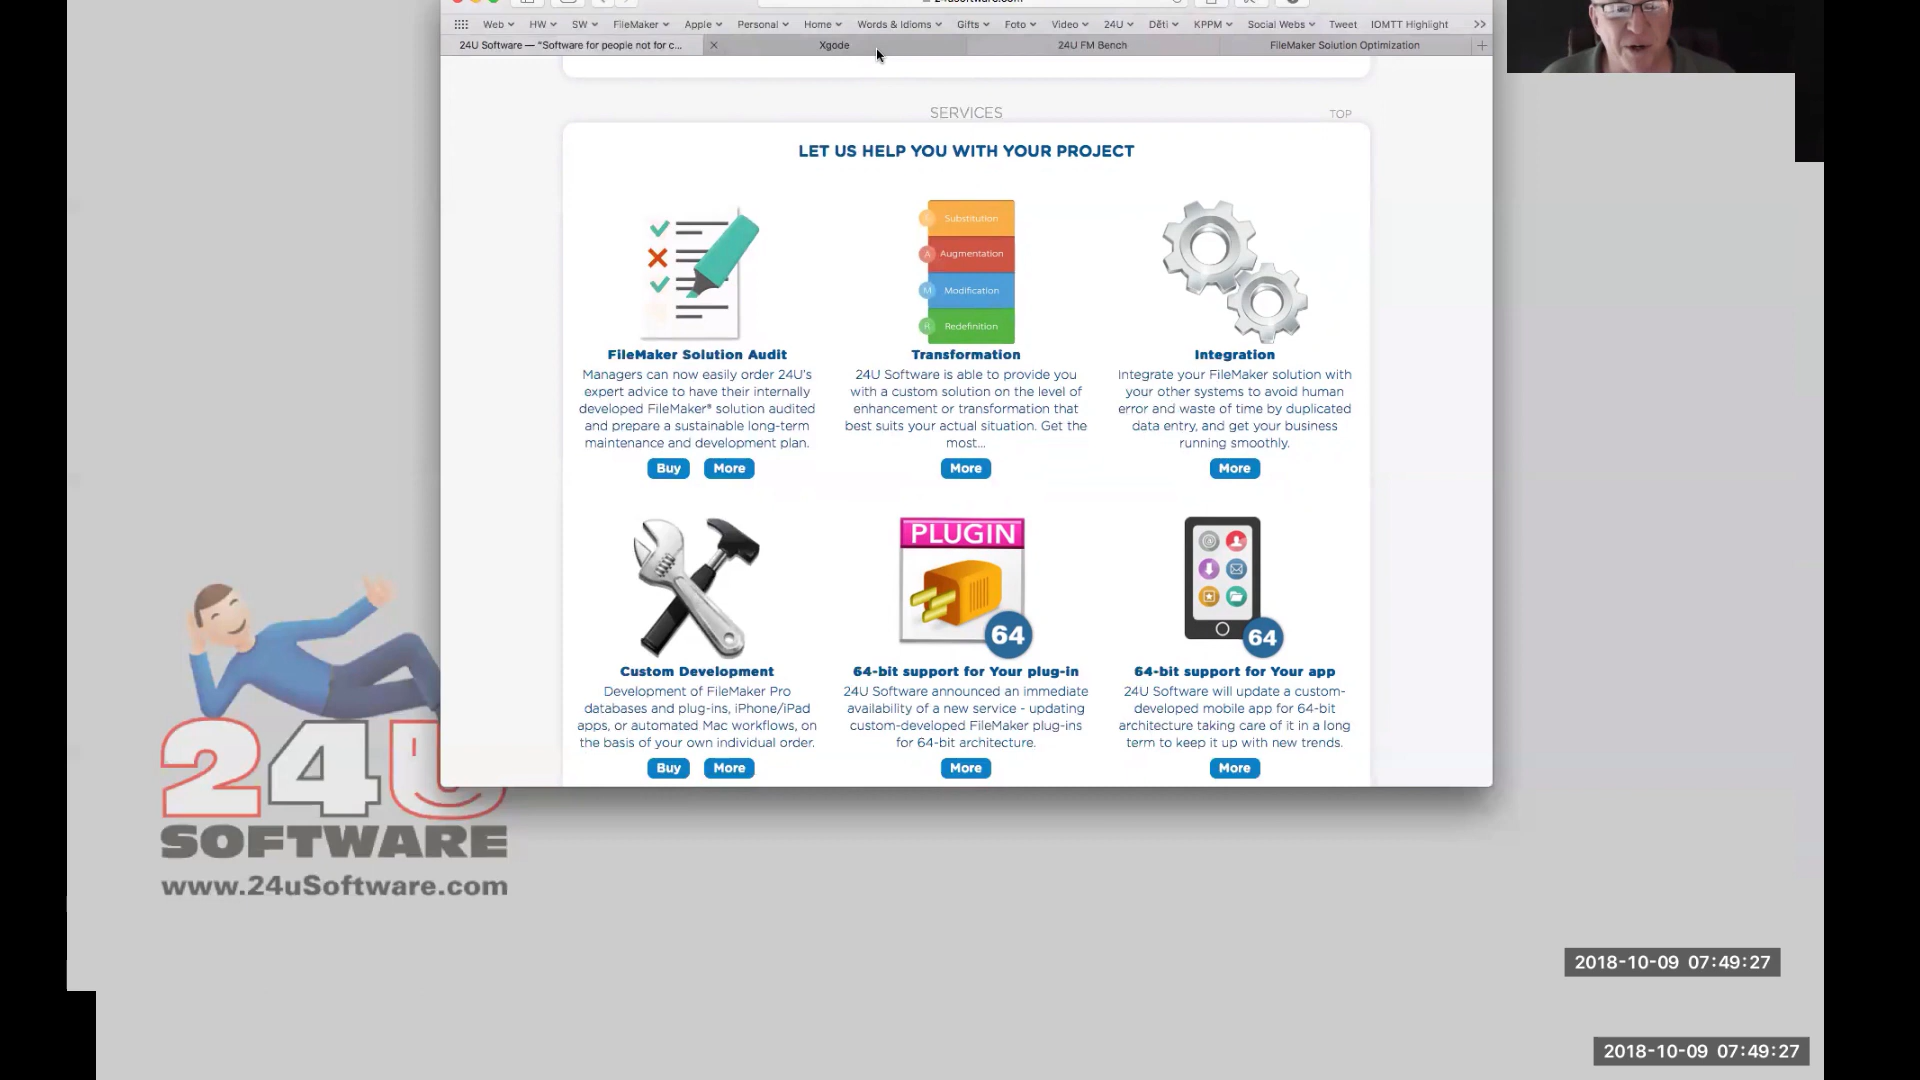 24usoftware.com
Web HW SW FileMaker Apple Personal Home Words & Idioms Gifts Foto Video 24U Děti KPPM Social Webs Tweet IOMTT Highlight >>
24U Software — "Software for people not for c... Xgode 24U FM Bench FileMaker Solution Optimization
SERVICES TOP
LET US HELP YOU WITH YOUR PROJECT
Substitution
A Augmentation
M Modification
R Redefinition
FileMaker Solution Audit
Managers can now easily order 24U's
expert advice to have their internally
developed FileMaker® solution audited
and prepare a sustainable long-term
maintenance and development plan.
Buy More
Transformation
24U Software is able to provide you
with a custom solution on the level of
enhancement or transformation that
best suits your actual situation. Get the
most...
More
Integration
Integrate your FileMaker solution with
your other systems to avoid human
error and waste of time by duplicated
data entry, and get your business
running smoothly.
More
Custom Development
Development of FileMaker Pro
databases and plug-ins, iPhone/iPad
apps, or automated Mac workflows, on
the basis of your own individual order.
Buy More
PLUGIN
64
64-bit support for Your plug-in
24U Software announced an immediate
availability of a new service - updating
custom-developed FileMaker plug-ins
for 64-bit architecture.
More
64
64-bit support for Your app
24U Software will update a custom-
developed mobile app for 64-bit
architecture taking care of it in a long
term to keep it up with new trends.
More
24U
SOFTWARE
www.24uSoftware.com
2018-10-09 07:49:27
2018-10-09 07:49:27